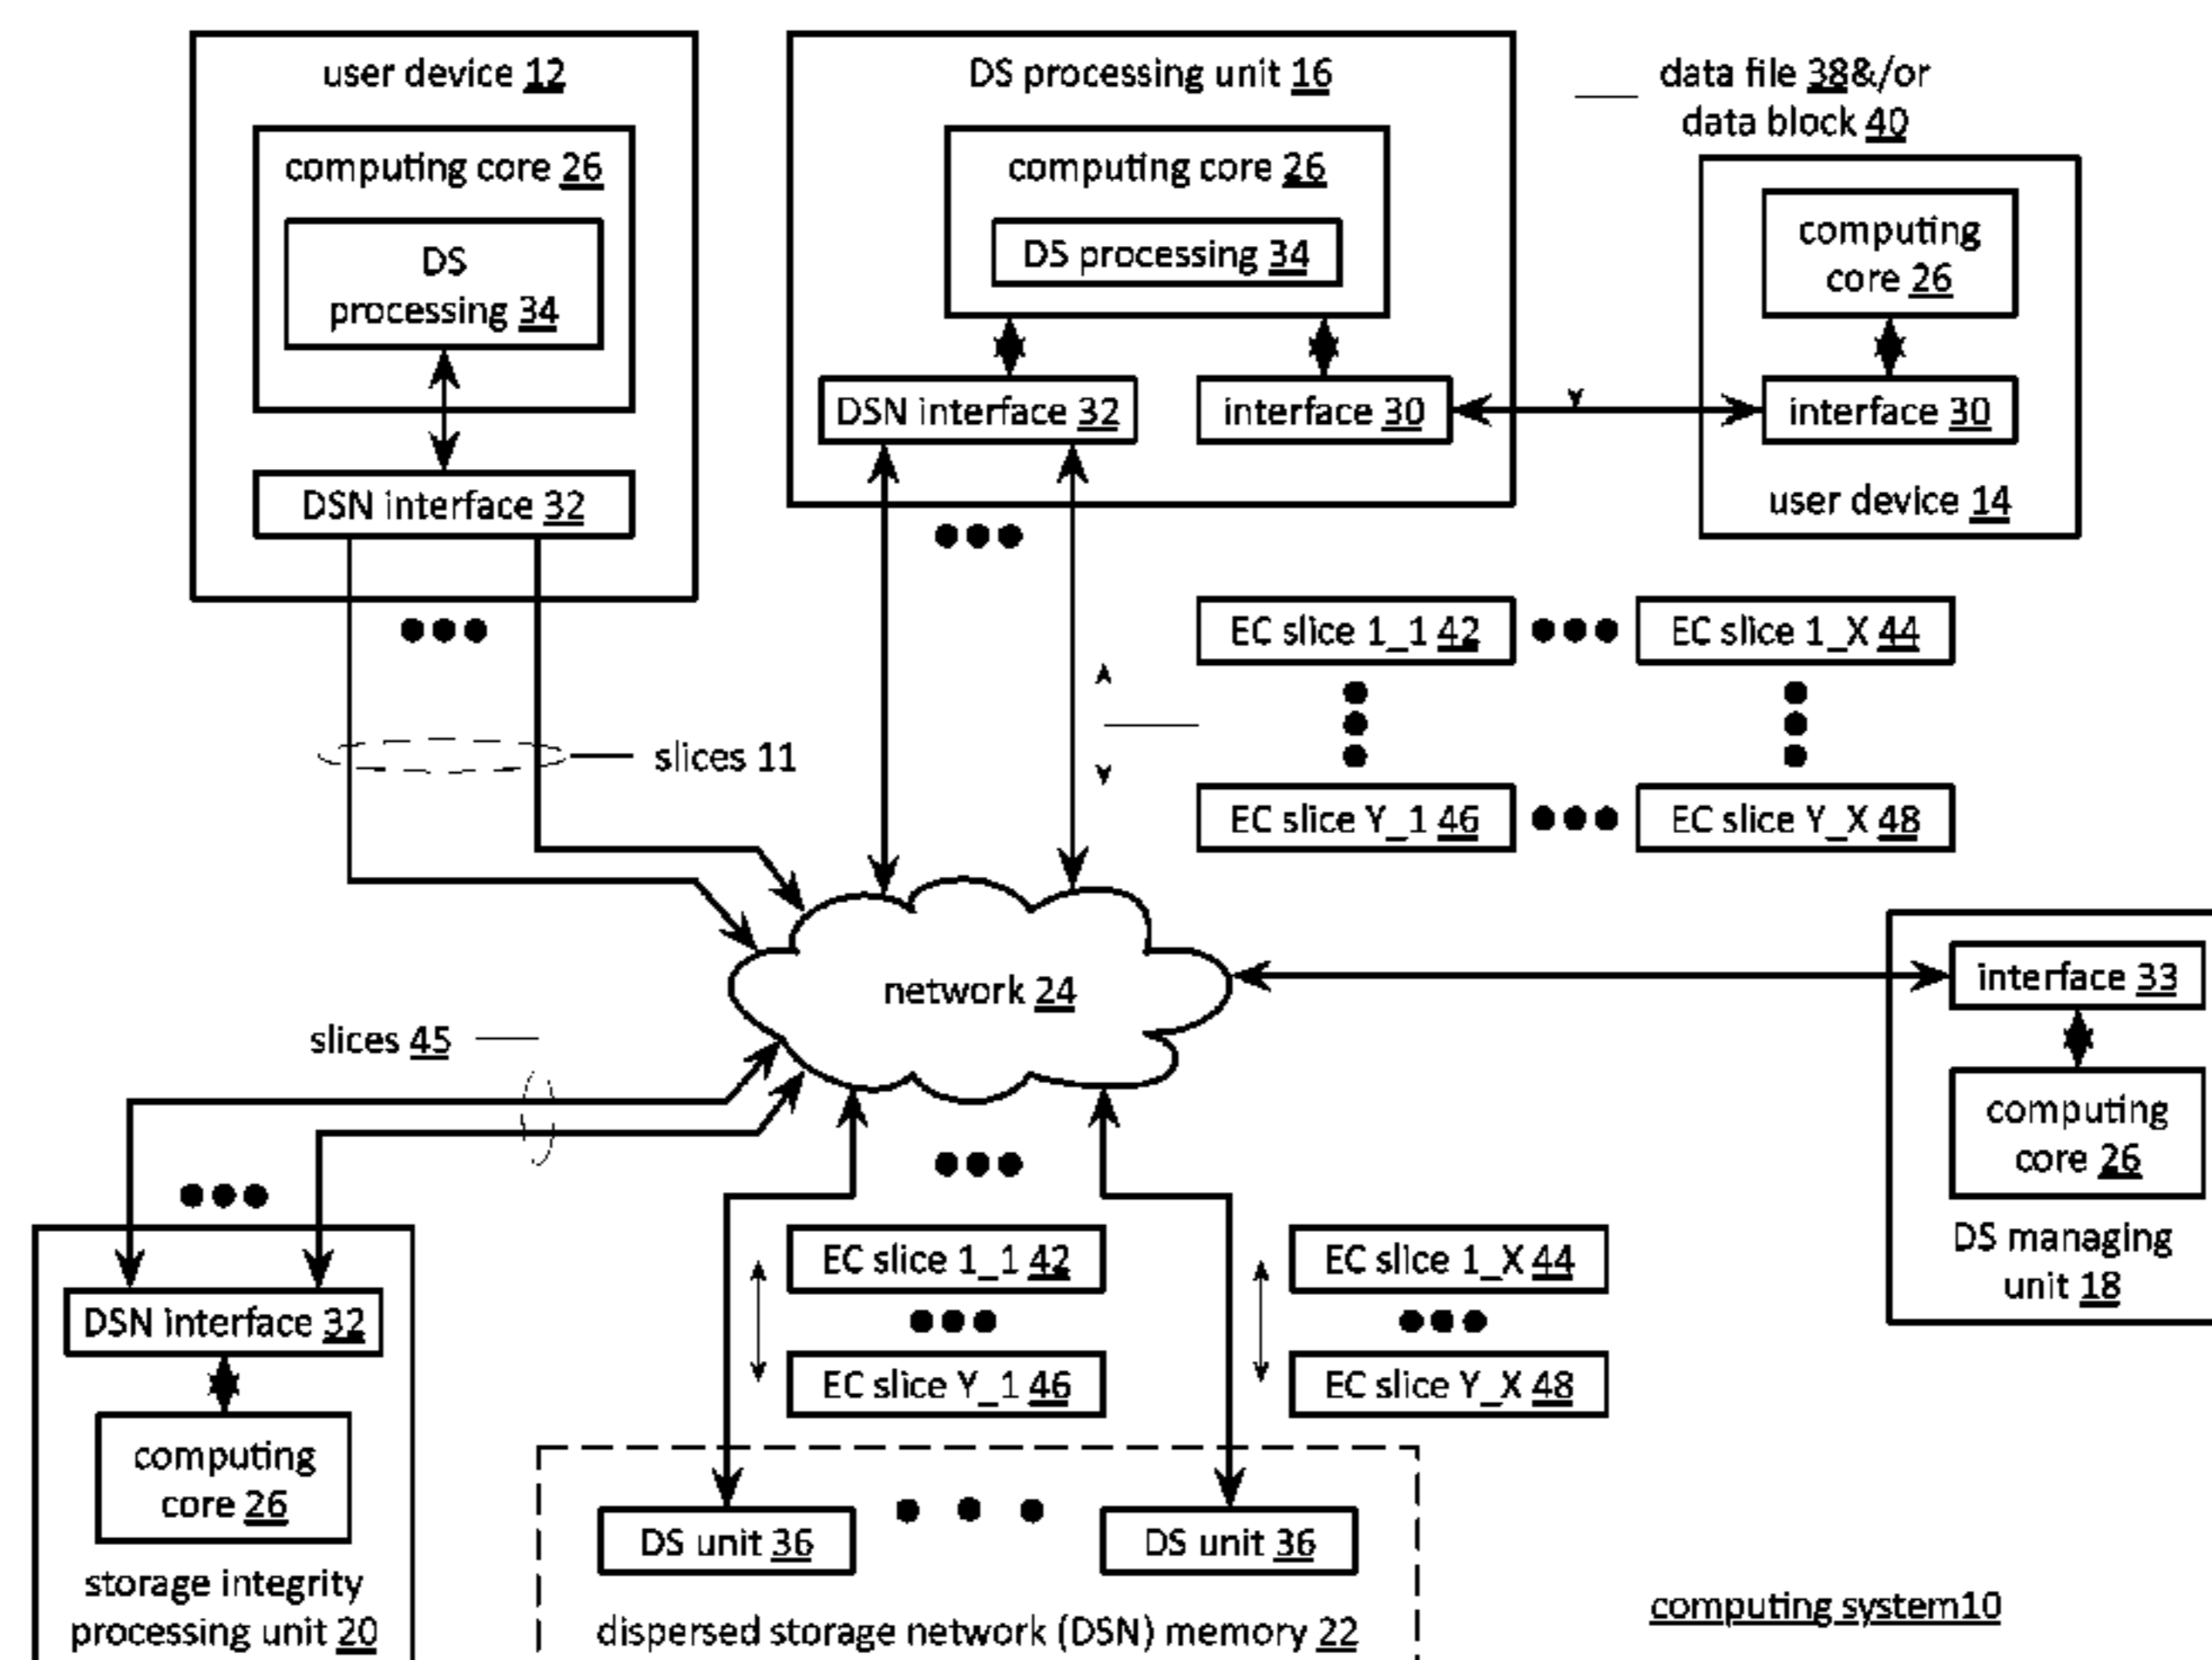 user device 12
computing core 26
DS
processing 34
DSN interface 32
DS processing unit 16
computing core 26
DS processing 34
DSN interface 32
interface 30
data file 38&/or
data block 40
computing
core 26
interface 30
user device 14
EC slice 1_1 42
EC slice 1_X 44
EC slice Y_1 46
EC slice Y_X 48
slices 11
network 24
interface 33
computing
core 26
DS managing
unit 18
slices 45
DSN interface 32
computing
core 26
storage integrity
processing unit 20
EC slice 1_1 42
EC slice Y_1 46
EC slice 1_X 44
EC slice Y_X 48
DS unit 36
DS unit 36
dispersed storage network (DSN) memory 22
computing system10